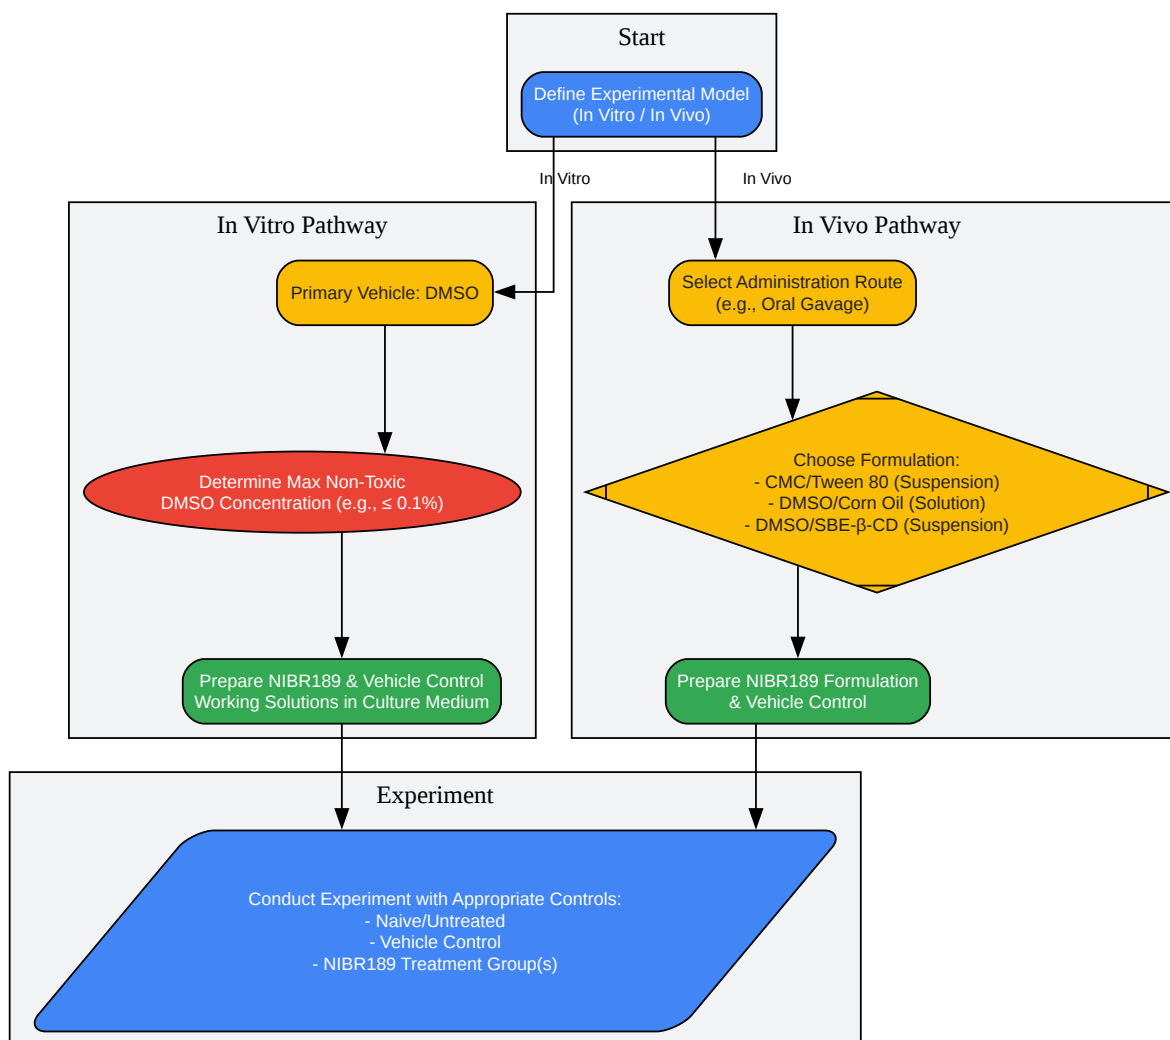 Start
Define Experimental Model
(In Vitro / In Vivo)
In Vitro
In Vivo
In Vitro Pathway
Primary Vehicle: DMSO
Determine Max Non-Toxic
DMSO Concentration (e.g., ≤ 0.1%)
Prepare NIBR189 & Vehicle Control
Working Solutions in Culture Medium
In Vivo Pathway
Select Administration Route
(e.g., Oral Gavage)
Choose Formulation:
- CMC/Tween 80 (Suspension)
- DMSO/Corn Oil (Solution)
- DMSO/SBE-β-CD (Suspension)
Prepare NIBR189 Formulation
& Vehicle Control
Experiment
Conduct Experiment with Appropriate Controls:
- Naive/Untreated
- Vehicle Control
- NIBR189 Treatment Group(s)